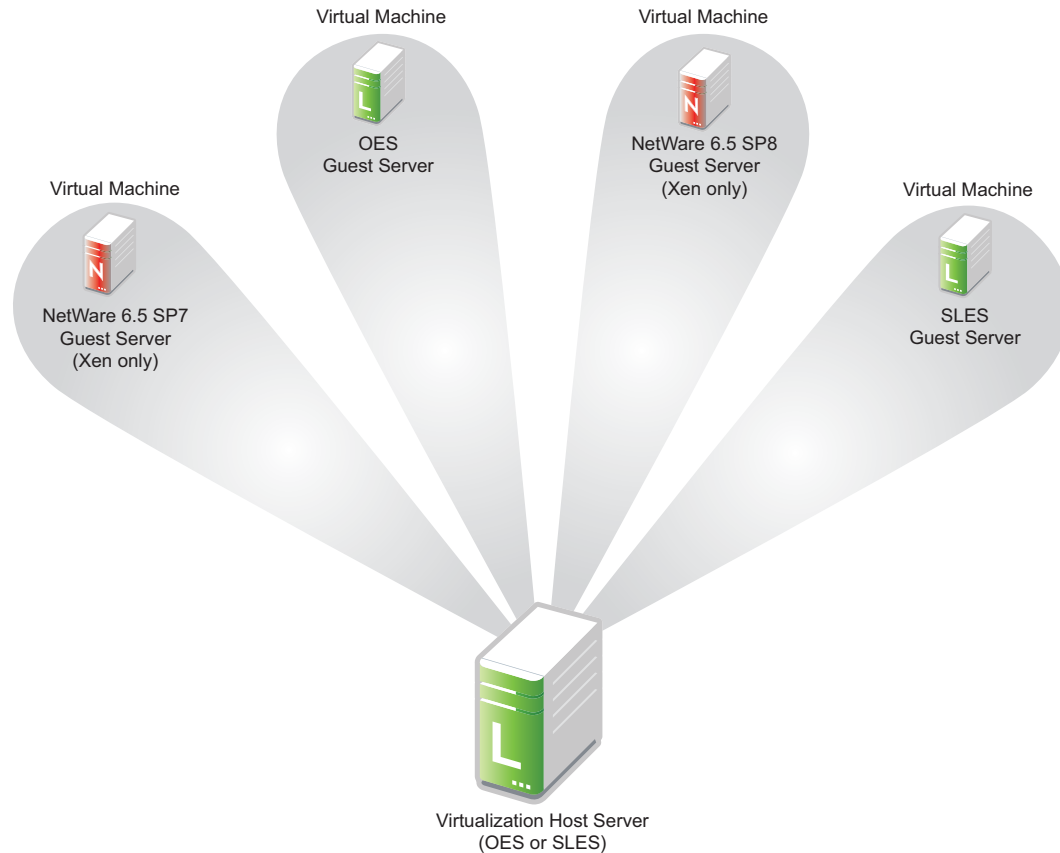 Virtual Machine
L
OES
Guest Server
Virtual Machine
N
NetWare 6.5 SP8
Guest Server
(Xen only)
Virtual Machine
N
NetWare 6.5 SP7
Guest Server
(Xen only)
Virtual Machine
L
SLES
Guest Server
L
Virtualization Host Server
(OES or SLES)